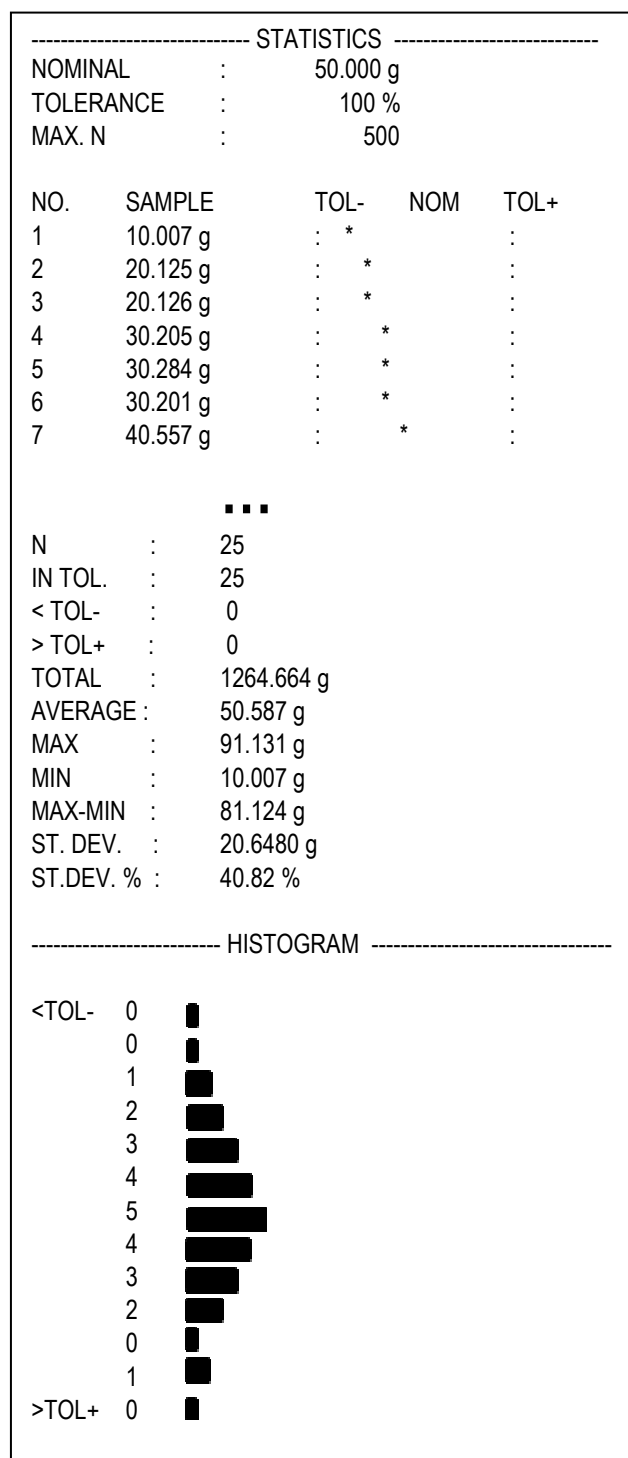 ------------------------------ STATISTICS ----------------------------
NOMINAL : 50.000 g
TOLERANCE : 100 %
MAX. N : 500
NO. SAMPLE TOL- NOM TOL+
1 10.007 g : * :
2 20.125 g : * :
3 20.126 g : * :
4 30.205 g : * :
5 30.284 g : * :
6 30.201 g : * :
7 40.557 g : * :
...
N : 25
IN TOL. : 25
< TOL- : 0
> TOL+ : 0
TOTAL : 1264.664 g
AVERAGE : 50.587 g
MAX : 91.131 g
MIN : 10.007 g
MAX-MIN : 81.124 g
ST. DEV. : 20.6480 g
ST.DEV. % : 40.82 %
-------------------------- HISTOGRAM ---------------------------------
<TOL- 0
0
1
2
3
4
5
4
3
2
0
1
>TOL+ 0